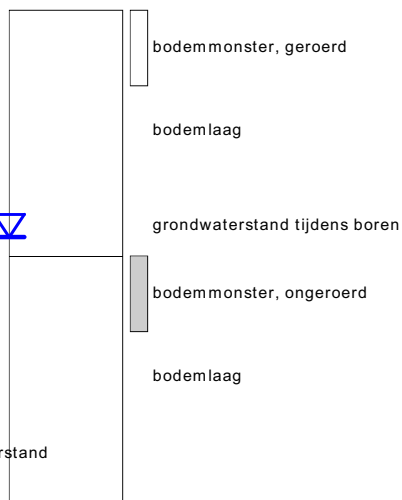 bodemmonster, geroerd
bodemlaag
grondwaterstand tijdens boren
bodemmonster, ongeroerd
bodemlaag
rstand